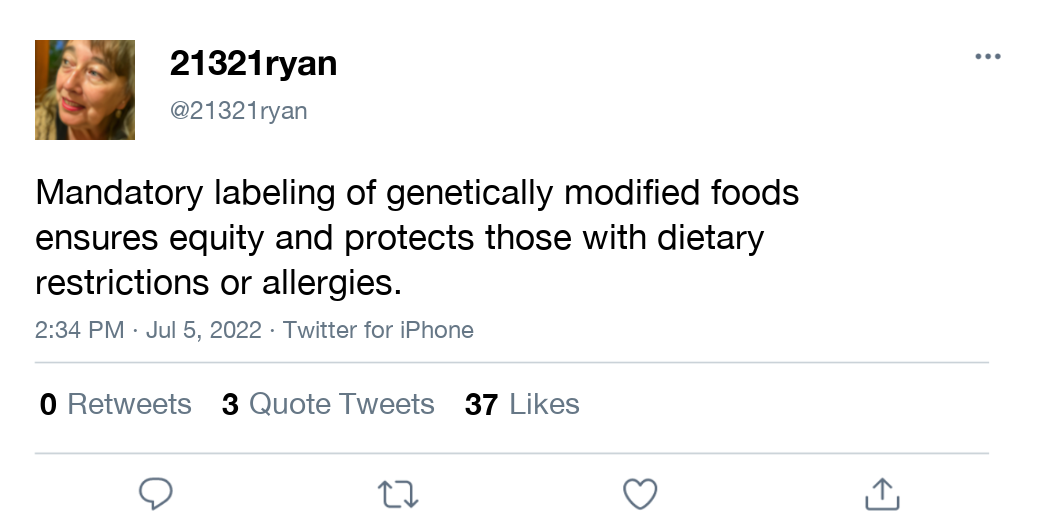 21321ryan
@21321ryan
Mandatory labeling of genetically modified foods
ensures equity and protects those with dietary
restrictions or allergies.
2:34 PM · Jul 5, 2022 · Twitter for iPhone
0 Retweets 3 Quote Tweets 37 Likes